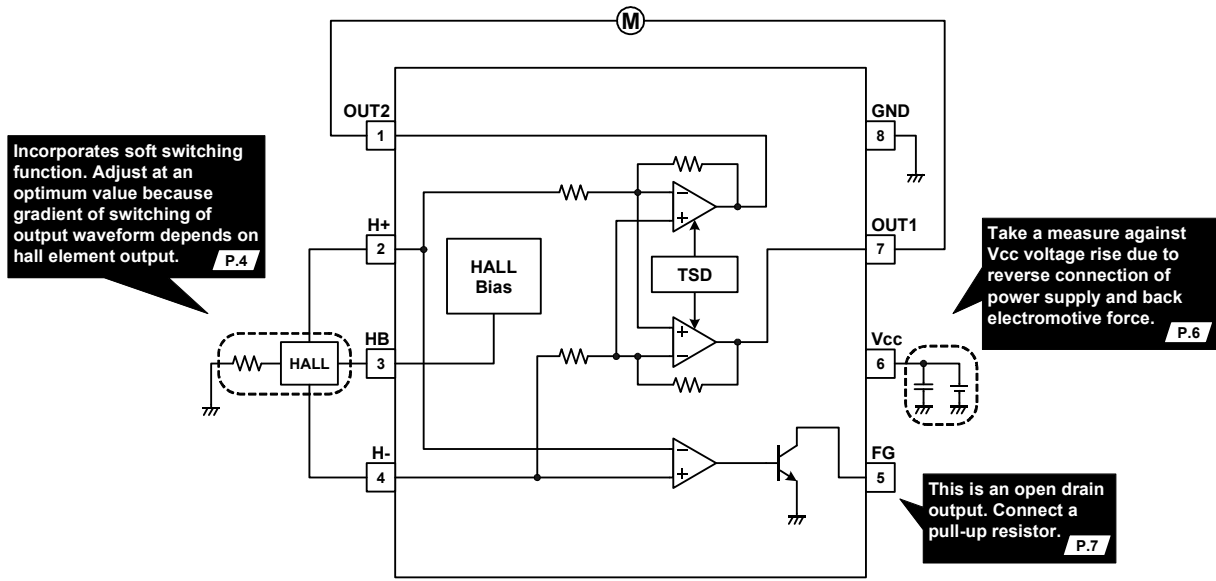 M
OUT2
1
GND
8
Incorporates soft switching
function. Adjust at an
optimum value because
gradient of switching of
output waveform depends on
hall element output.
P.4
H+
2
HALL
Bias
TSD
OUT1
7
Take a measure against
Vcc voltage rise due to
reverse connection of
power supply and back
electromotive force.
P.6
HALL
HB
3
Vcc
6
H-
4
FG
5
This is an open drain
output. Connect a
pull-up resistor.
P.7